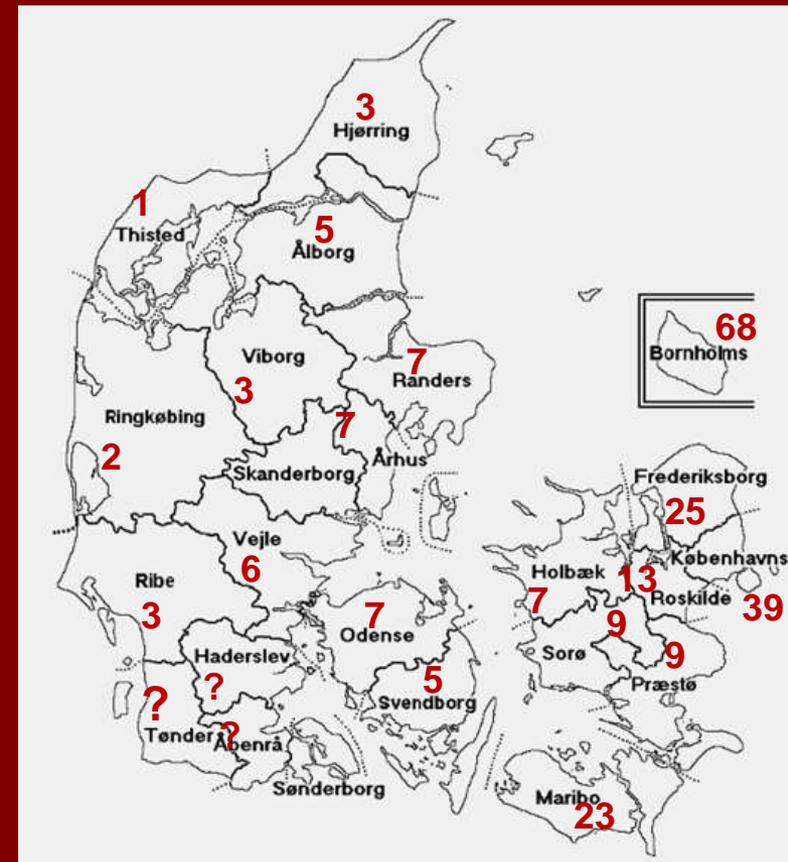 3
Hjørring
1
Thisted
5
Ålborg
68
Bornholms
Viborg
3
7
Randers
Ringkøbing
2
7
Århus
Skanderborg
Frederiksborg
25
Vejle
6
Københavns
39
Holbæk
7
13
Roskilde
Ribe
3
7
Odense
9
Sorø
9
Præstø
Haderslev
?
5
Svendborg
?
Tønder
?
Åbenrå
Sønderborg
Maribo
23